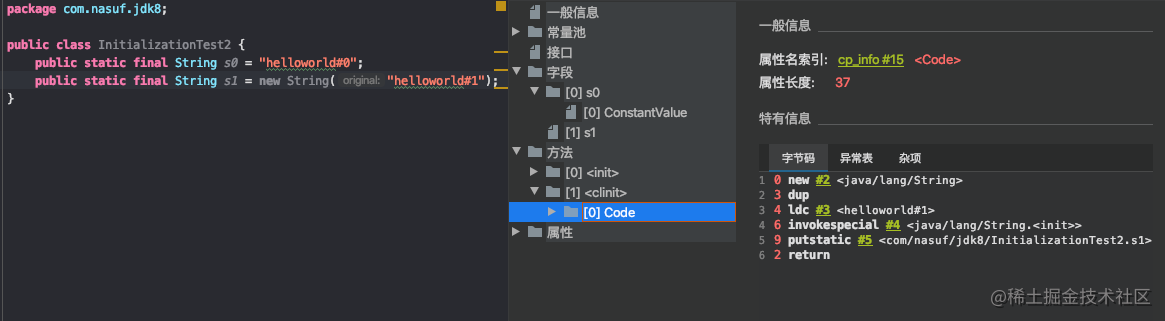 package com.nasuf.jdk8;
public class InitializationTest2 {
public static final String s0 = "helloworld#0";
public static final String s1 = new String( original: "helloworld#1");
}
一般信息
常量池
接口
字段
[0] s0
[0] ConstantValue
[1] s1
方法
[0] <init>
[1] <clinit>
[0] Code
属性
一般信息
属性名索引: cp_info #15 <Code>
属性长度: 37
特有信息
字节码 异常表 杂项
1 0 new #2 <java/lang/String>
2 3 dup
3 4 ldc #3 <helloworld#1>
4 6 invokespecial #4 <java/lang/String.<init>>
5 9 putstatic #5 <com/nasuf/jdk8/InitializationTest2.s1>
6 2 return
@稀土掘金技术社区